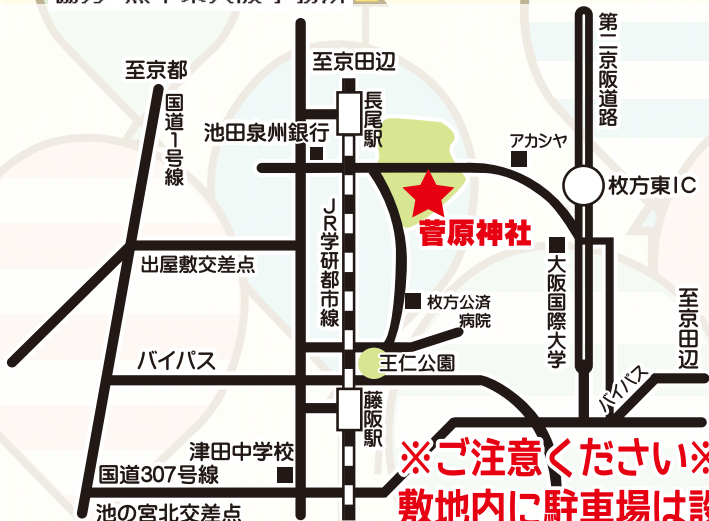 至京都
国道1号線
至京田辺
長尾駅
池田泉州銀行
アカシヤ
第二京阪道路
枚方東IC
菅原神社
JR学研都市線
出屋敷交差点
大阪国際大学
枚方公済
病院
至京田辺
バイパス
王仁公園
バイパス
藤阪駅
津田中学校
国道307号線
池の宮北交差点
※ご注意ください※
敷地内に駐車場は設